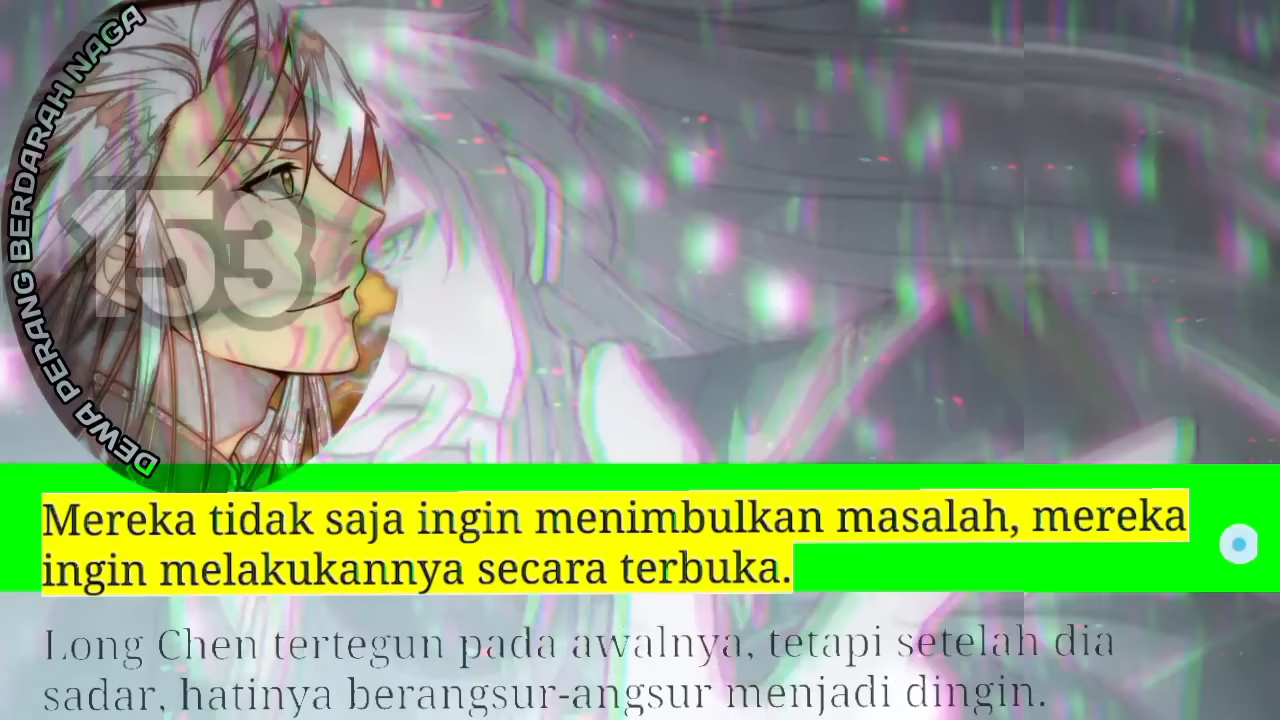 DEWA PERANG BERDARAH NAGA
153
Mereka tidak saja ingin menimbulkan masalah, mereka
ingin melakukannya secara terbuka.
Long Chen tertegun pada awalnya, tetapi setelah dia
sadar, hatinya berangsur-angsur menjadi dingin.